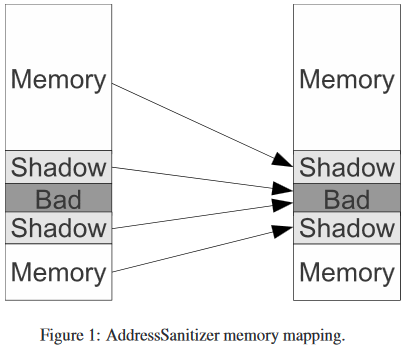 Memory
Shadow
Bad
Shadow
Memory
Memory
Shadow
Bad
Shadow
Memory
Figure 1: AddressSanitizer memory mapping.